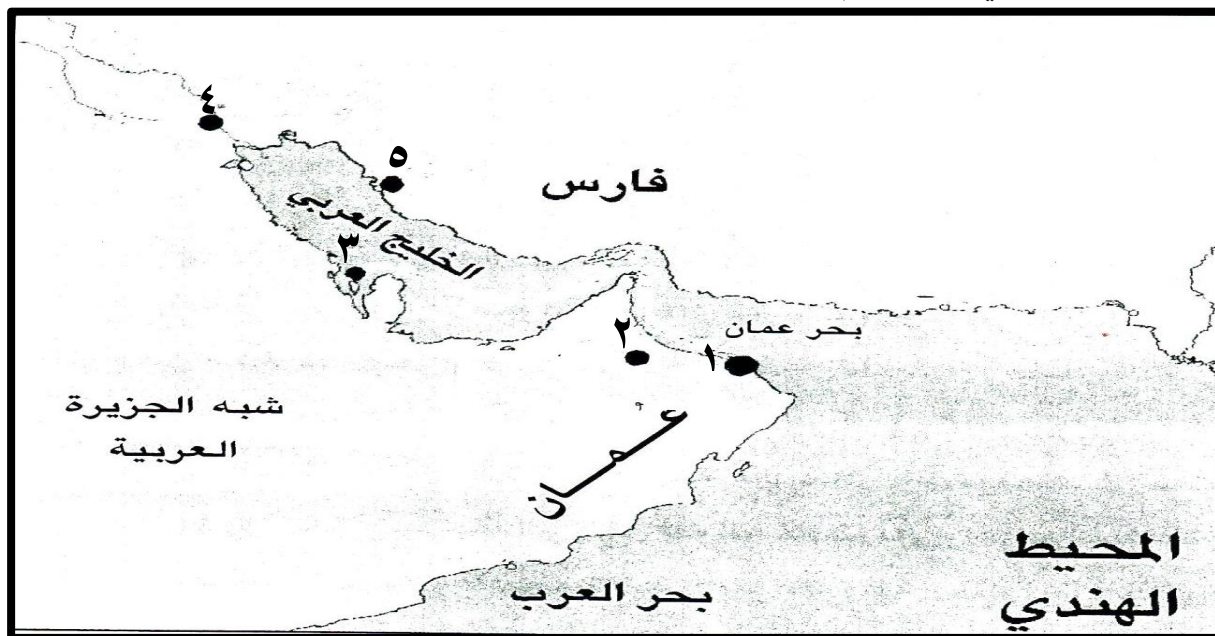 ٤
٥
فارس
الخليج العربي
٣
بحر عمان
٢
١
شبه الجزيرة
العربية
عمان
المحيط
الهندي
بحر العرب